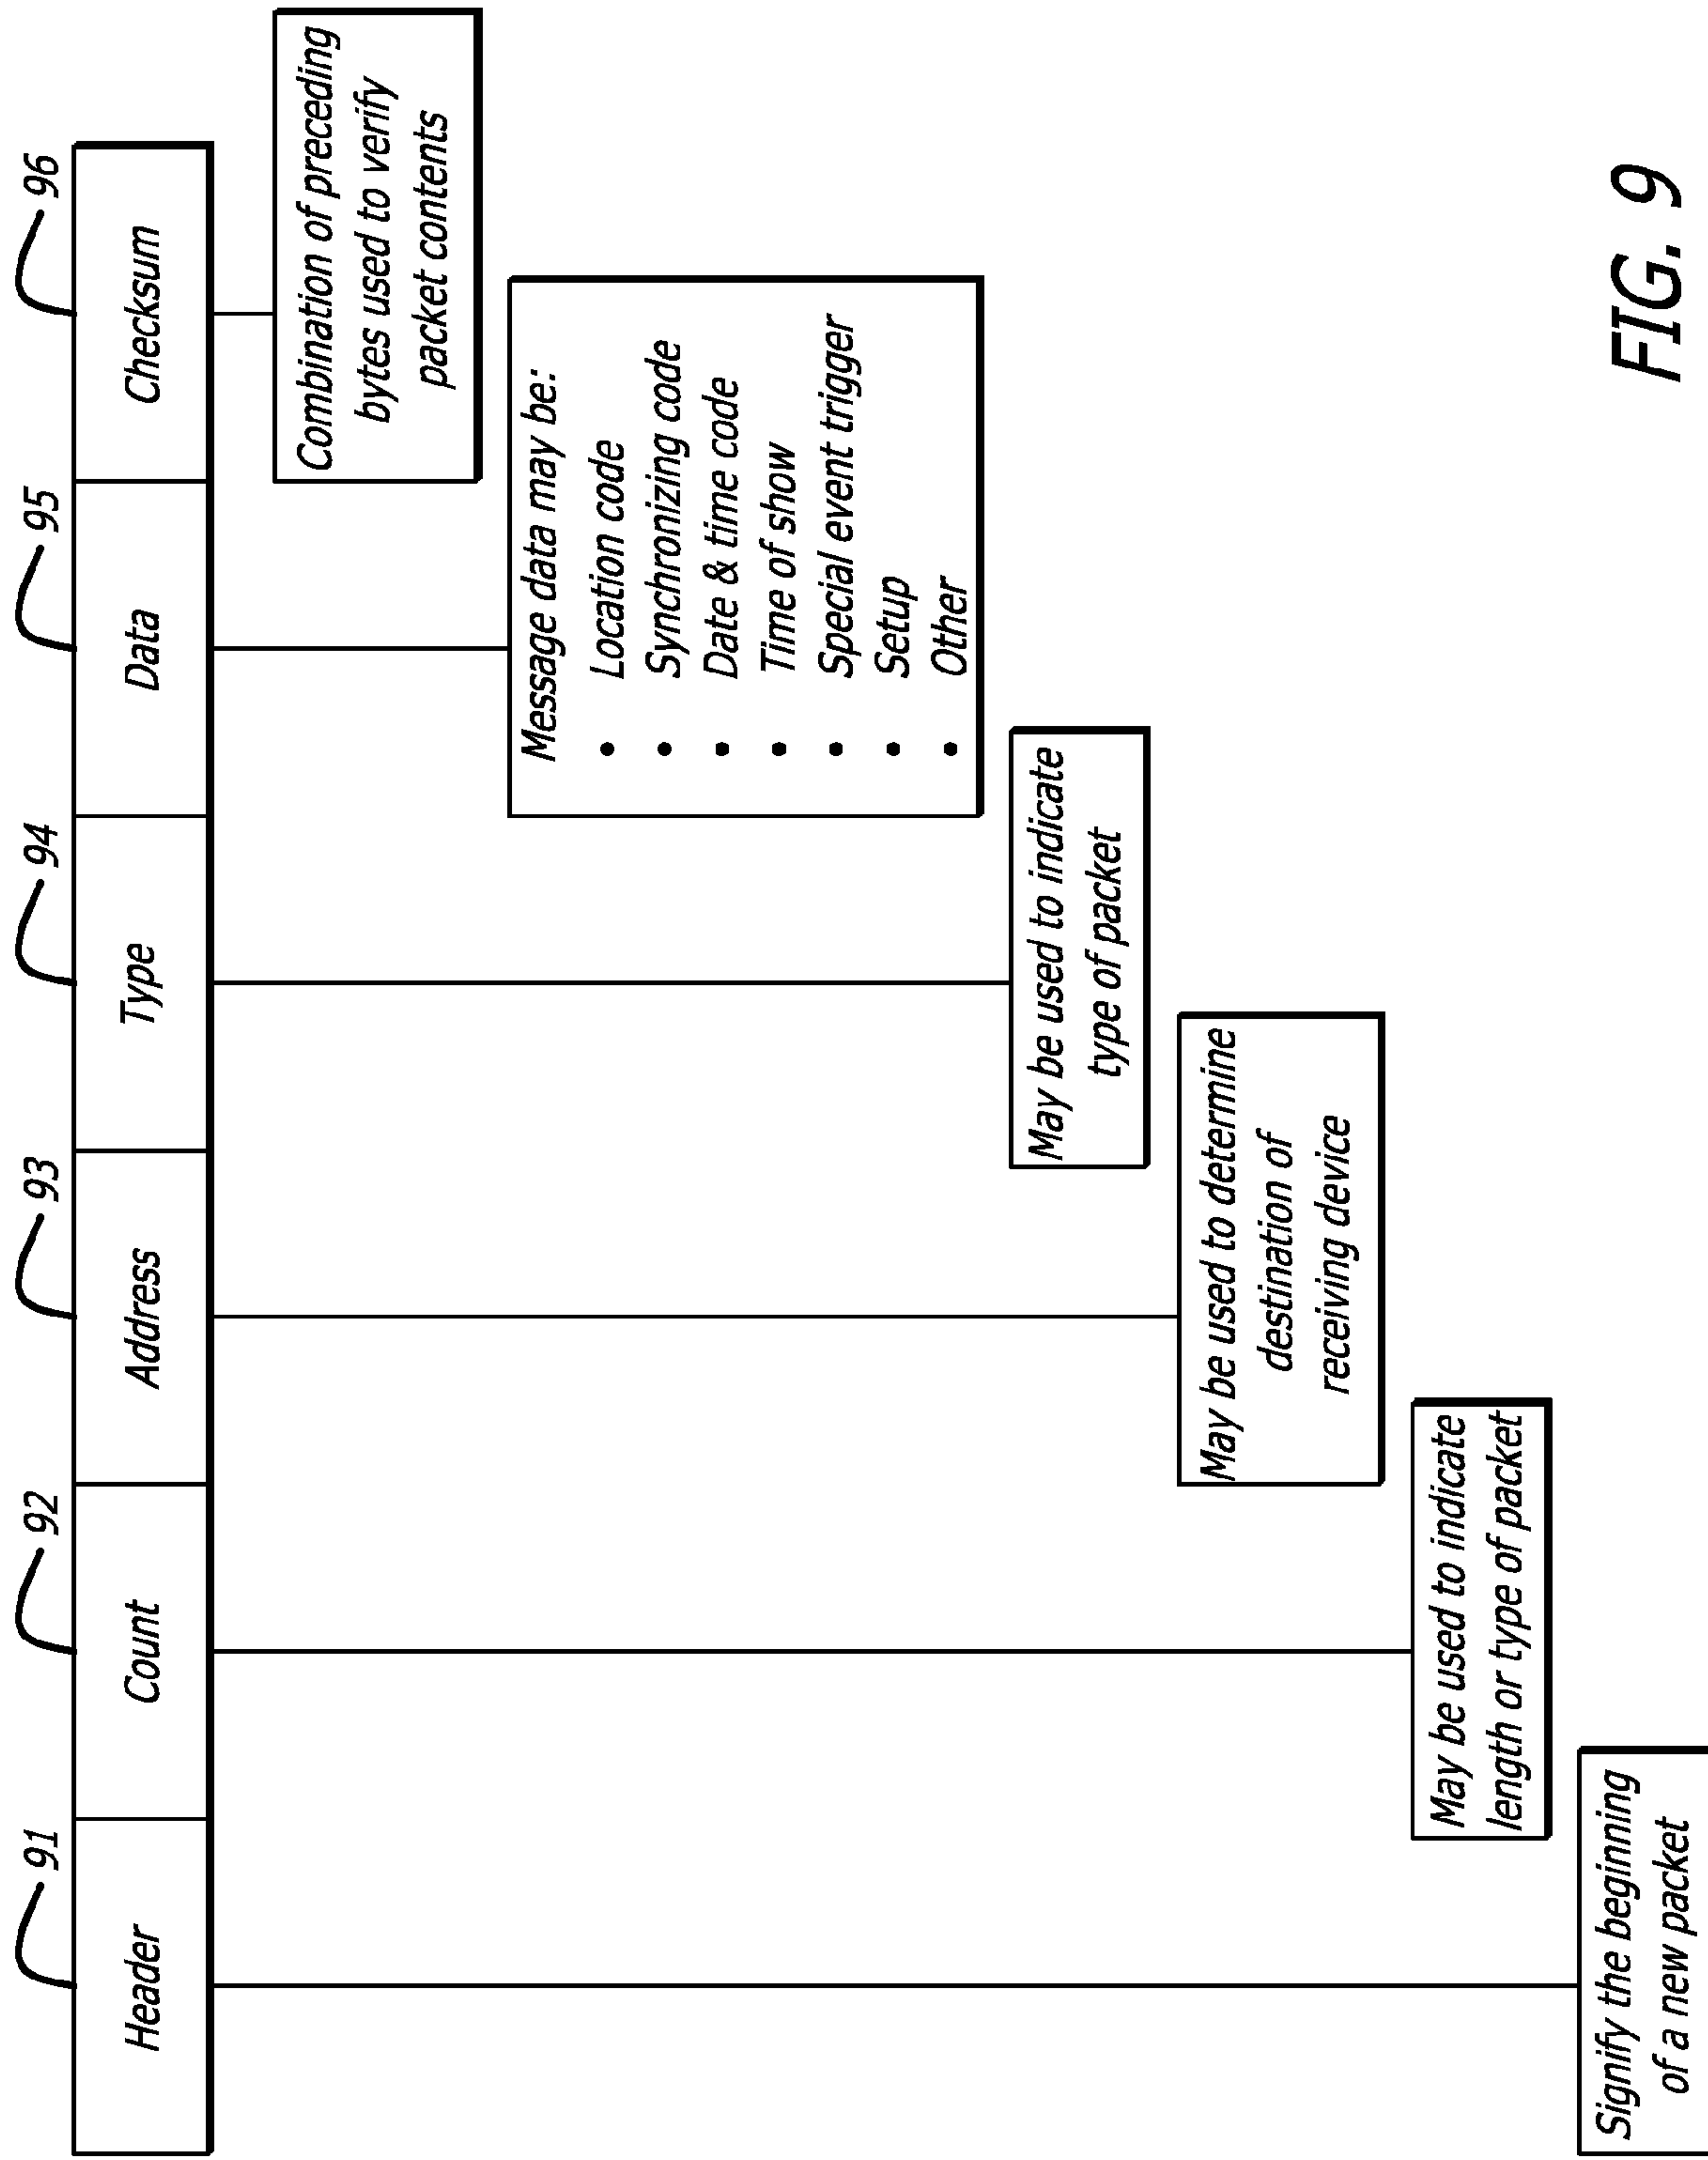 91 92 93 94 95 96
Header Count Address Type Data Checksum
Combination of preceding
bytes used to verify
packet contents
Message data may be:
• Location code
• Synchronizing code
• Date & time code
• Time of show
• Special event trigger
• Setup
• Other
May be used to indicate
type of packet
May be used to determine
destination of
receiving device
May be used to indicate
length or type of packet
Signify the beginning
of a new packet
FIG. 9